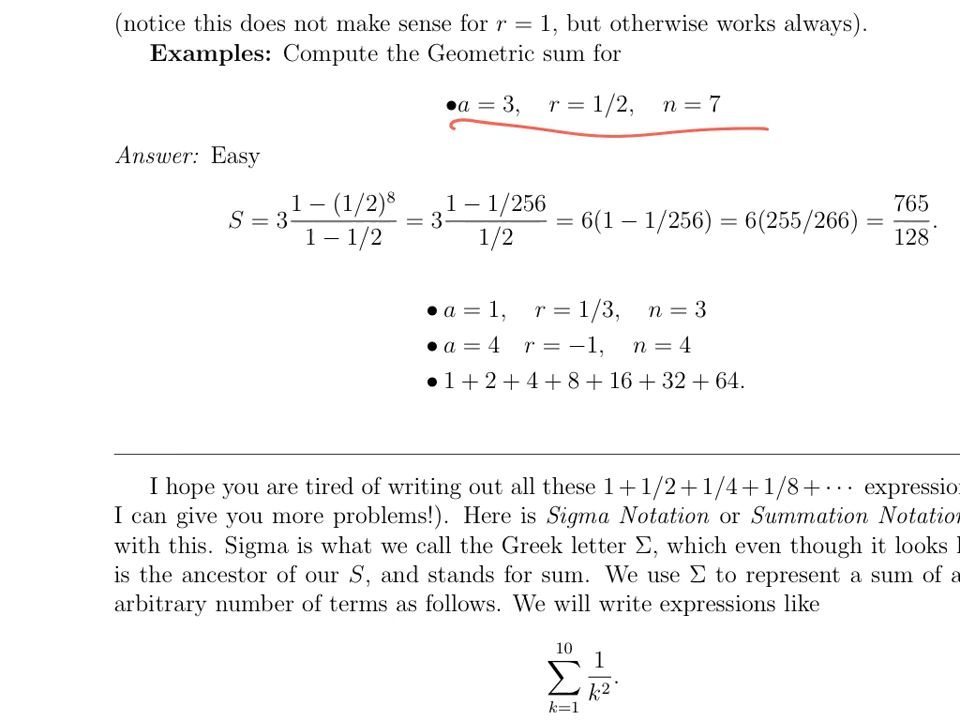 (notice this does not make sense for r = 1, but otherwise works always).
Examples: Compute the Geometric sum for
•a = 3, r = 1/2, n = 7
Answer: Easy
S = 3 \frac{1 − (1/2)^8}{1 − 1/2} = 3 \frac{1 − 1/256}{1/2} = 6(1 − 1/256) = 6(255/266) = \frac{765}{128}.
• a = 1, r = 1/3, n = 3
• a = 4 r = −1, n = 4
• 1 + 2 + 4 + 8 + 16 + 32 + 64.
I hope you are tired of writing out all these 1 + 1/2 + 1/4 + 1/8 + · · ·
I can give you more problems!). Here is Sigma Notation or Summation
with this. Sigma is what we call the Greek letter Σ, which even though it looks
is the ancestor of our S, and stands for sum. We use Σ to represent a sum of a
arbitrary number of terms as follows. We will write expressions like
\sum_{k=1}^{10} \frac{1}{k^2}.